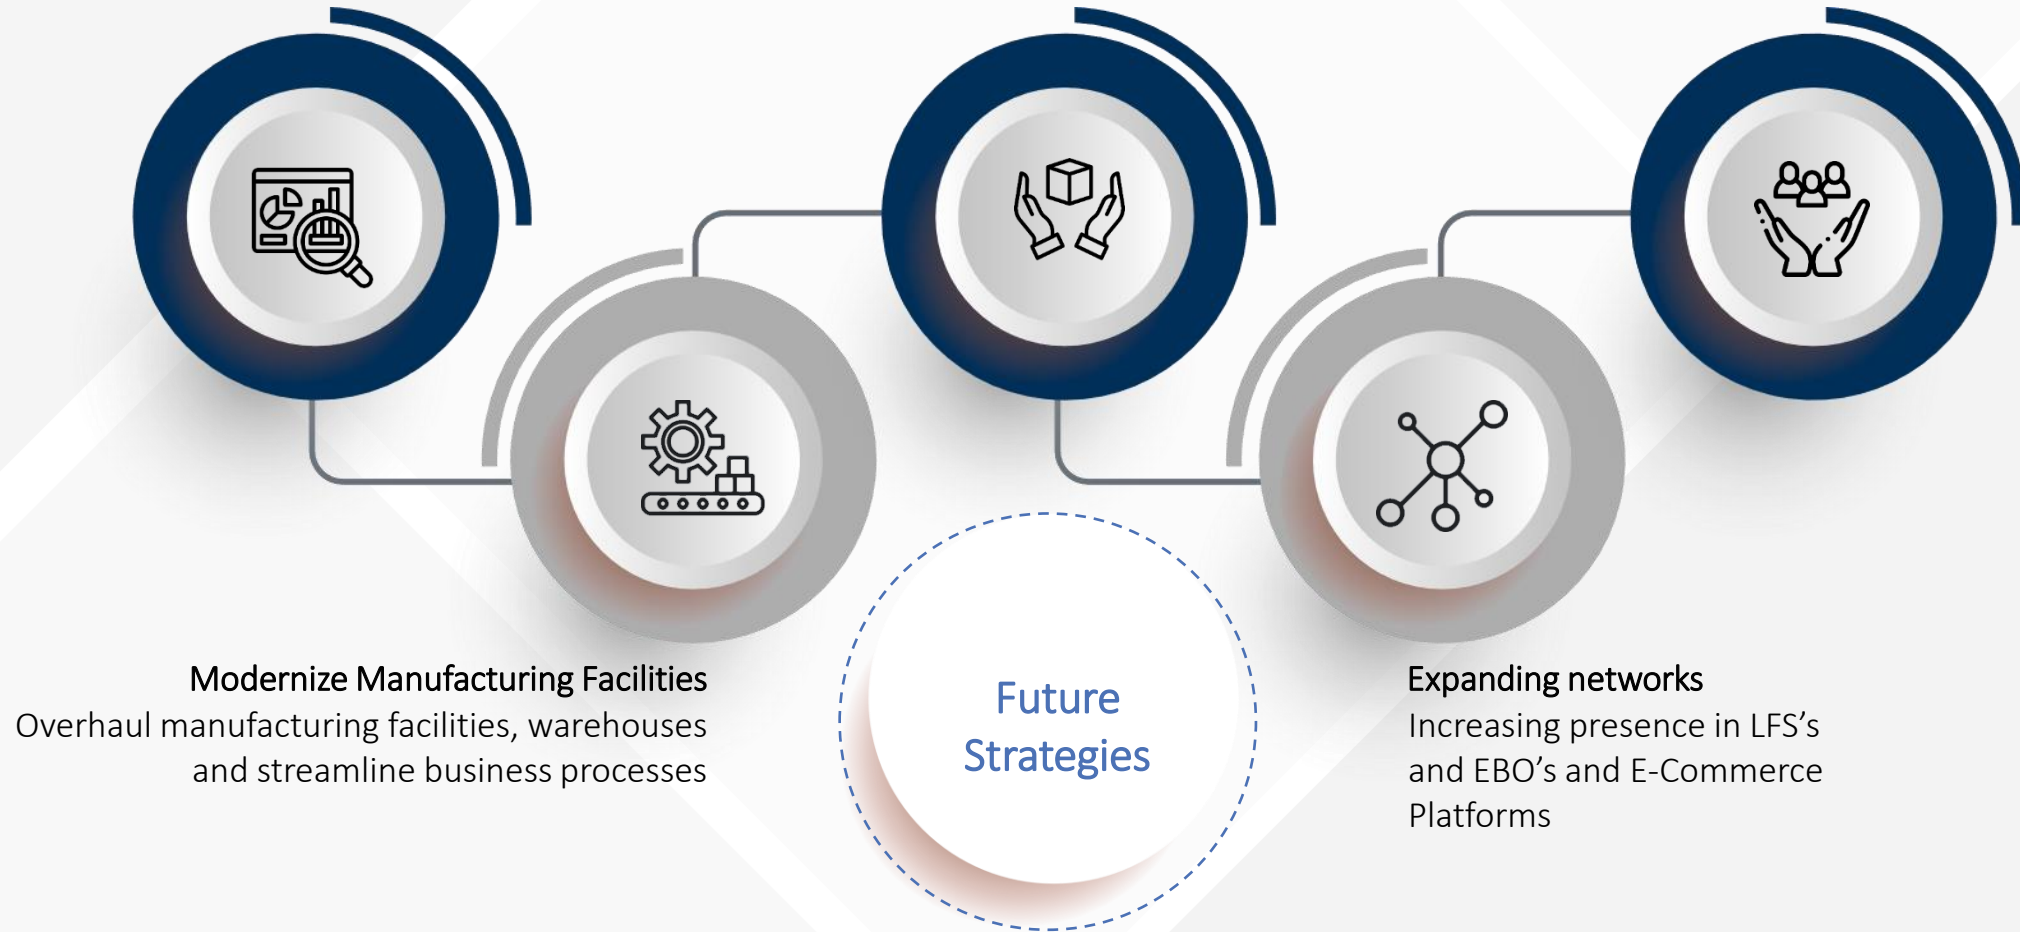 Modernize Manufacturing Facilities
Overhaul manufacturing facilities, warehouses
and streamline business processes
Future
Strategies
Expanding networks
Increasing presence in LFS’s
and EBO’s and E-Commerce
Platforms